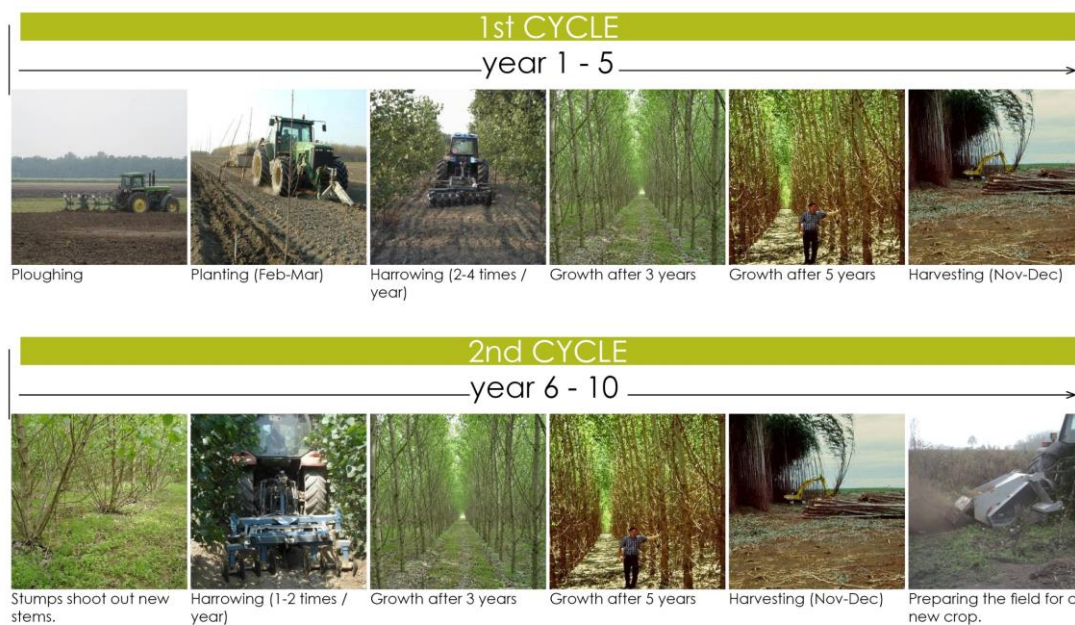 1st CYCLE
year 1 - 5
Ploughing
Planting (Feb-Mar)
Harrowing (2-4 times /
year)
Growth after 3 years
Growth after 5 years
Harvesting (Nov-Dec)
2nd CYCLE
year 6 - 10
Stumps shoot out new
stems.
Harrowing (1-2 times /
year)
Growth after 3 years
Growth after 5 years
Harvesting (Nov-Dec)
Preparing the field for a
new crop.